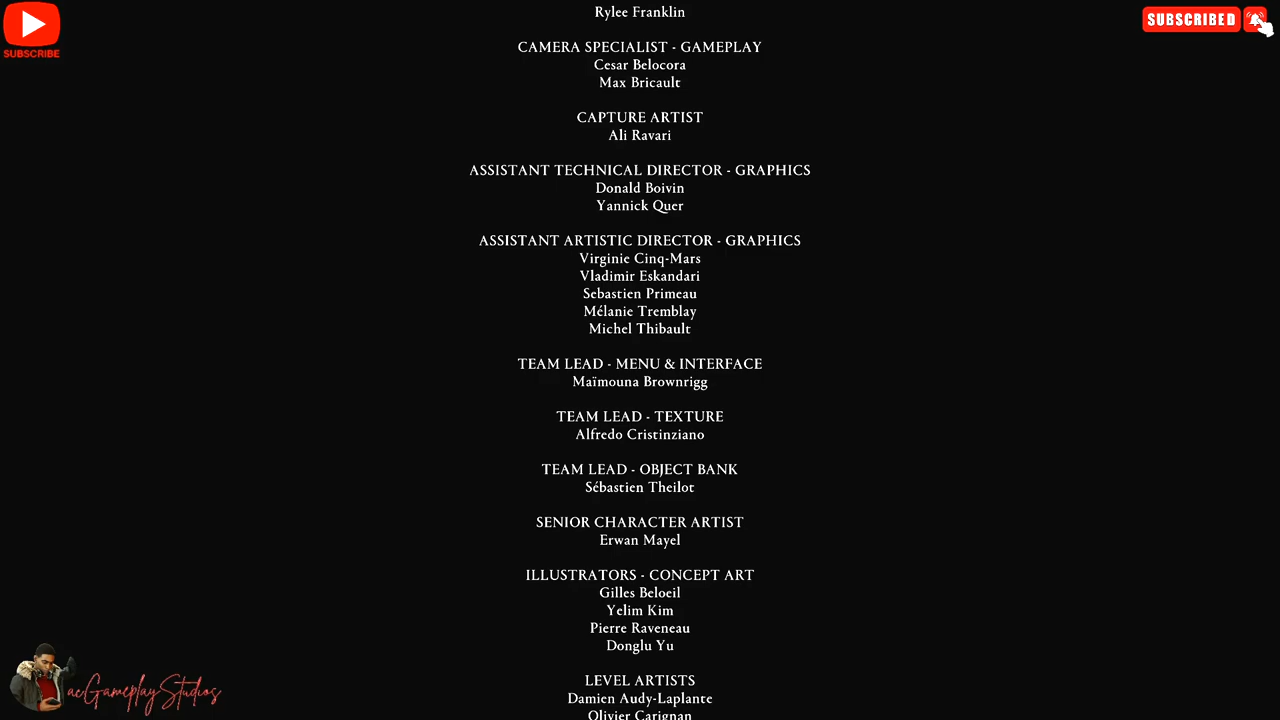 Rylee Franklin
SUBSCRIBE
SUBSCRIBED
CAMERA SPECIALIST - GAMEPLAY
Cesar Belocora
Max Bricault
CAPTURE ARTIST
Ali Ravari
ASSISTANT TECHNICAL DIRECTOR - GRAPHICS
Donald Boivin
Yannick Quer
ASSISTANT ARTISTIC DIRECTOR - GRAPHICS
Virginie Cinq-Mars
Vladimir Eskandari
Sebastien Primeau
Mélanie Tremblay
Michel Thibault
TEAM LEAD - MENU & INTERFACE
Maïmouna Brownrigg
TEAM LEAD - TEXTURE
Alfredo Cristinziano
TEAM LEAD - OBJECT BANK
Sébastien Theilot
SENIOR CHARACTER ARTIST
Erwan Mayel
ILLUSTRATORS - CONCEPT ART
Gilles Beloeil
Yelim Kim
Pierre Raveneau
Donglu Yu
LEVEL ARTISTS
Damien Audy-Laplante
Olivier Carignan
acGameplayStudios